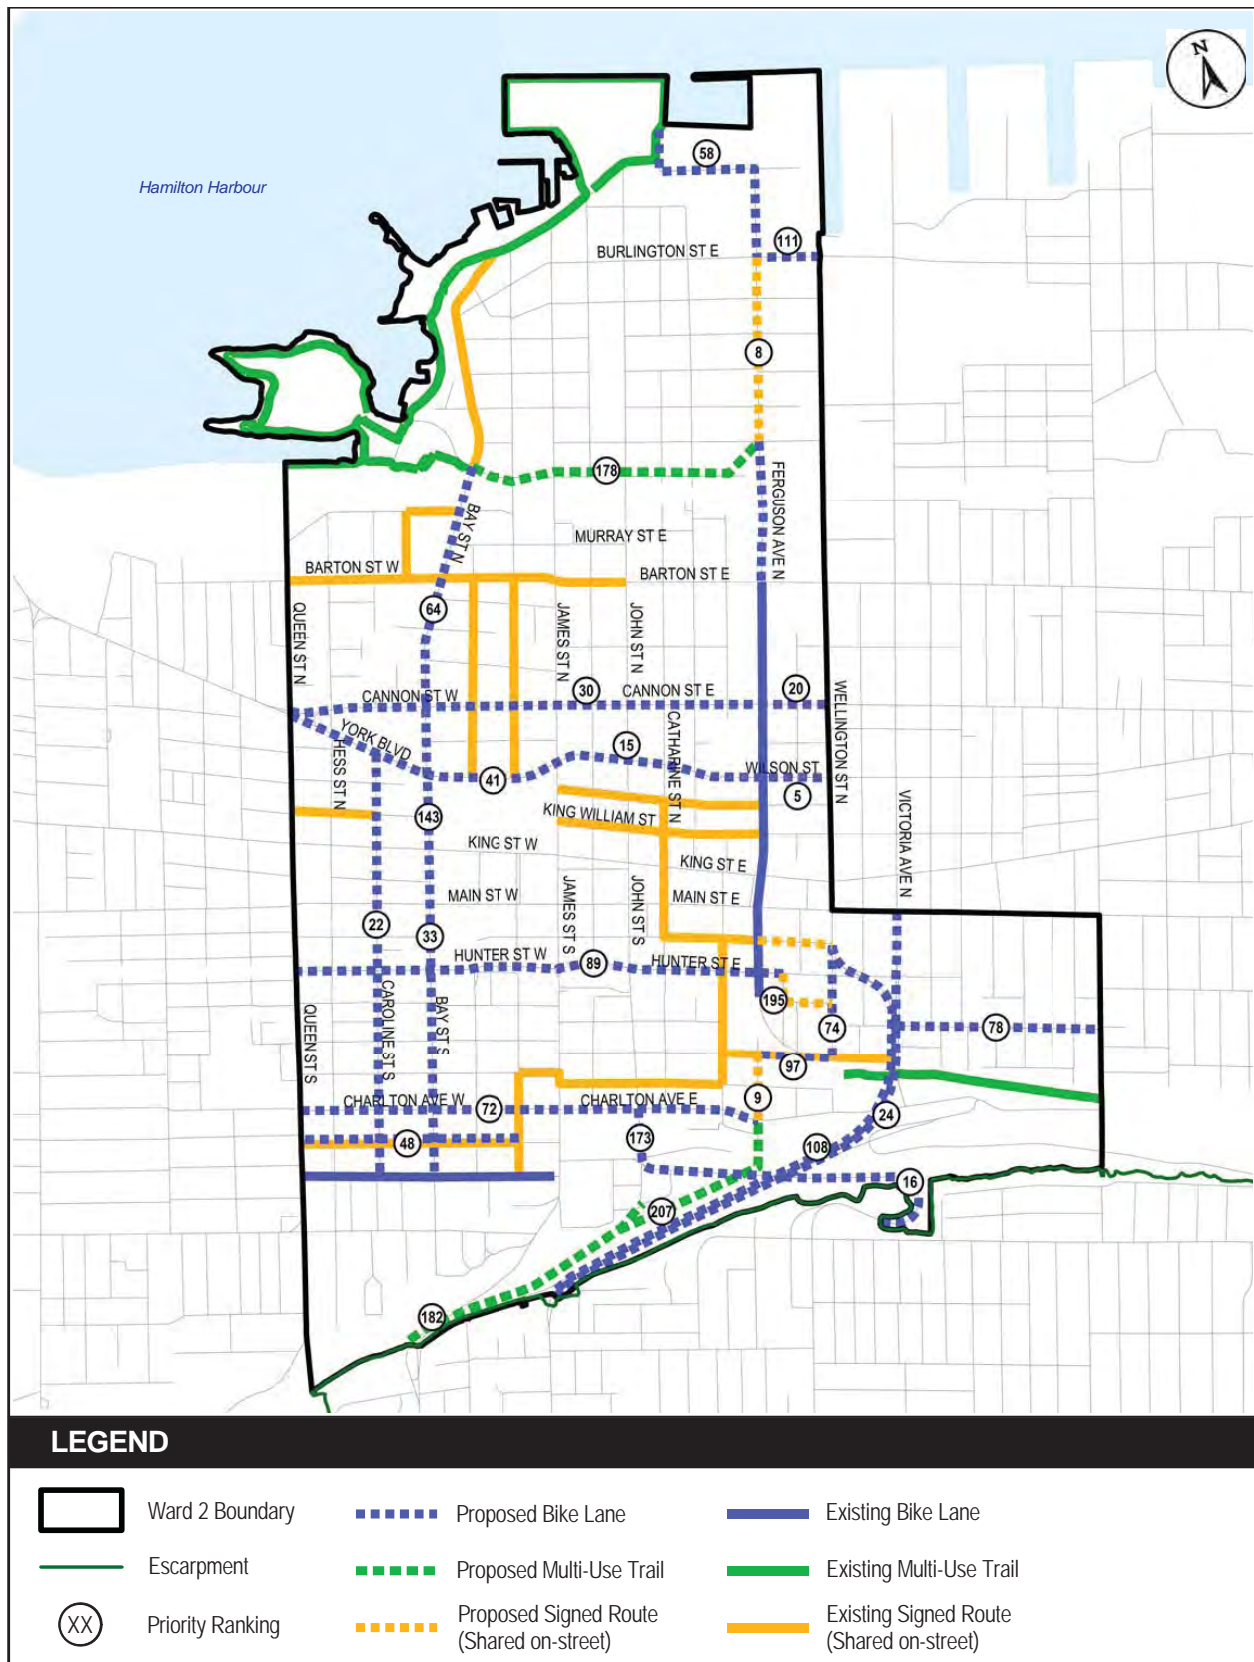 N
Hamilton Harbour
58
111
BURLINGTON ST E
8
178
FERGUSON AVE N
BAY ST N
MURRAY ST E
BARTON ST W
BARTON ST E
64
QUEEN ST N
JAMES ST N
JOHN ST N
30
20
CANNON ST W
CANNON ST E
WELLINGTON ST N
YORK BLVD
HESS ST N
CATHARINE ST N
15
41
WILSON ST
5
VICTORIA AVE N
143
KING WILLIAM ST
KING ST W
KING ST E
MAIN ST W
MAIN ST E
JAMES ST S
JOHN ST S
22
33
HUNTER ST W
89
HUNTER ST E
195
74
78
QUEEN ST S
CAROLINE ST S
BAY ST S
97
CHARLTON AVE W
72
CHARLTON AVE E
9
24
48
173
108
16
207
182
LEGEND
Ward 2 Boundary
Proposed Bike Lane
Existing Bike Lane
Escarpment
Proposed Multi-Use Trail
Existing Multi-Use Trail
XX
Priority Ranking
Proposed Signed Route
(Shared on-street)
Existing Signed Route
(Shared on-street)